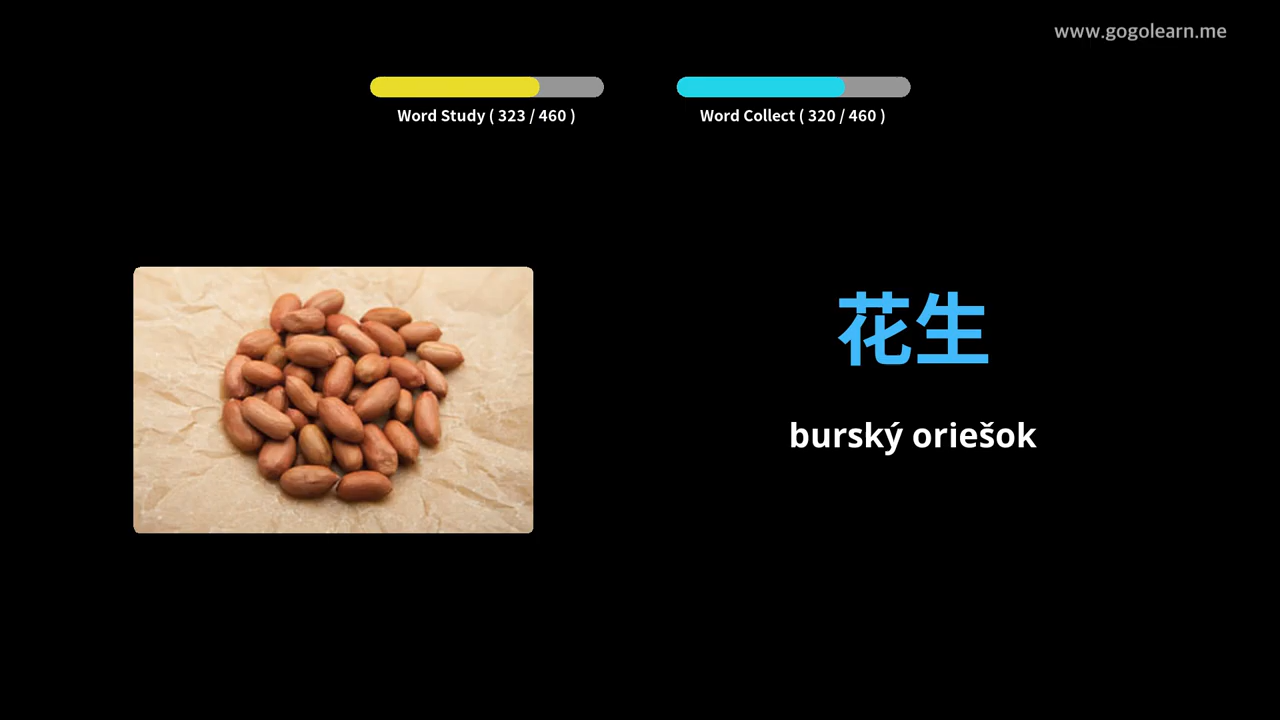 www.gogolearn.me
Word Study ( 323 / 460 )
Word Collect ( 320 / 460 )
花生
burský oriešok